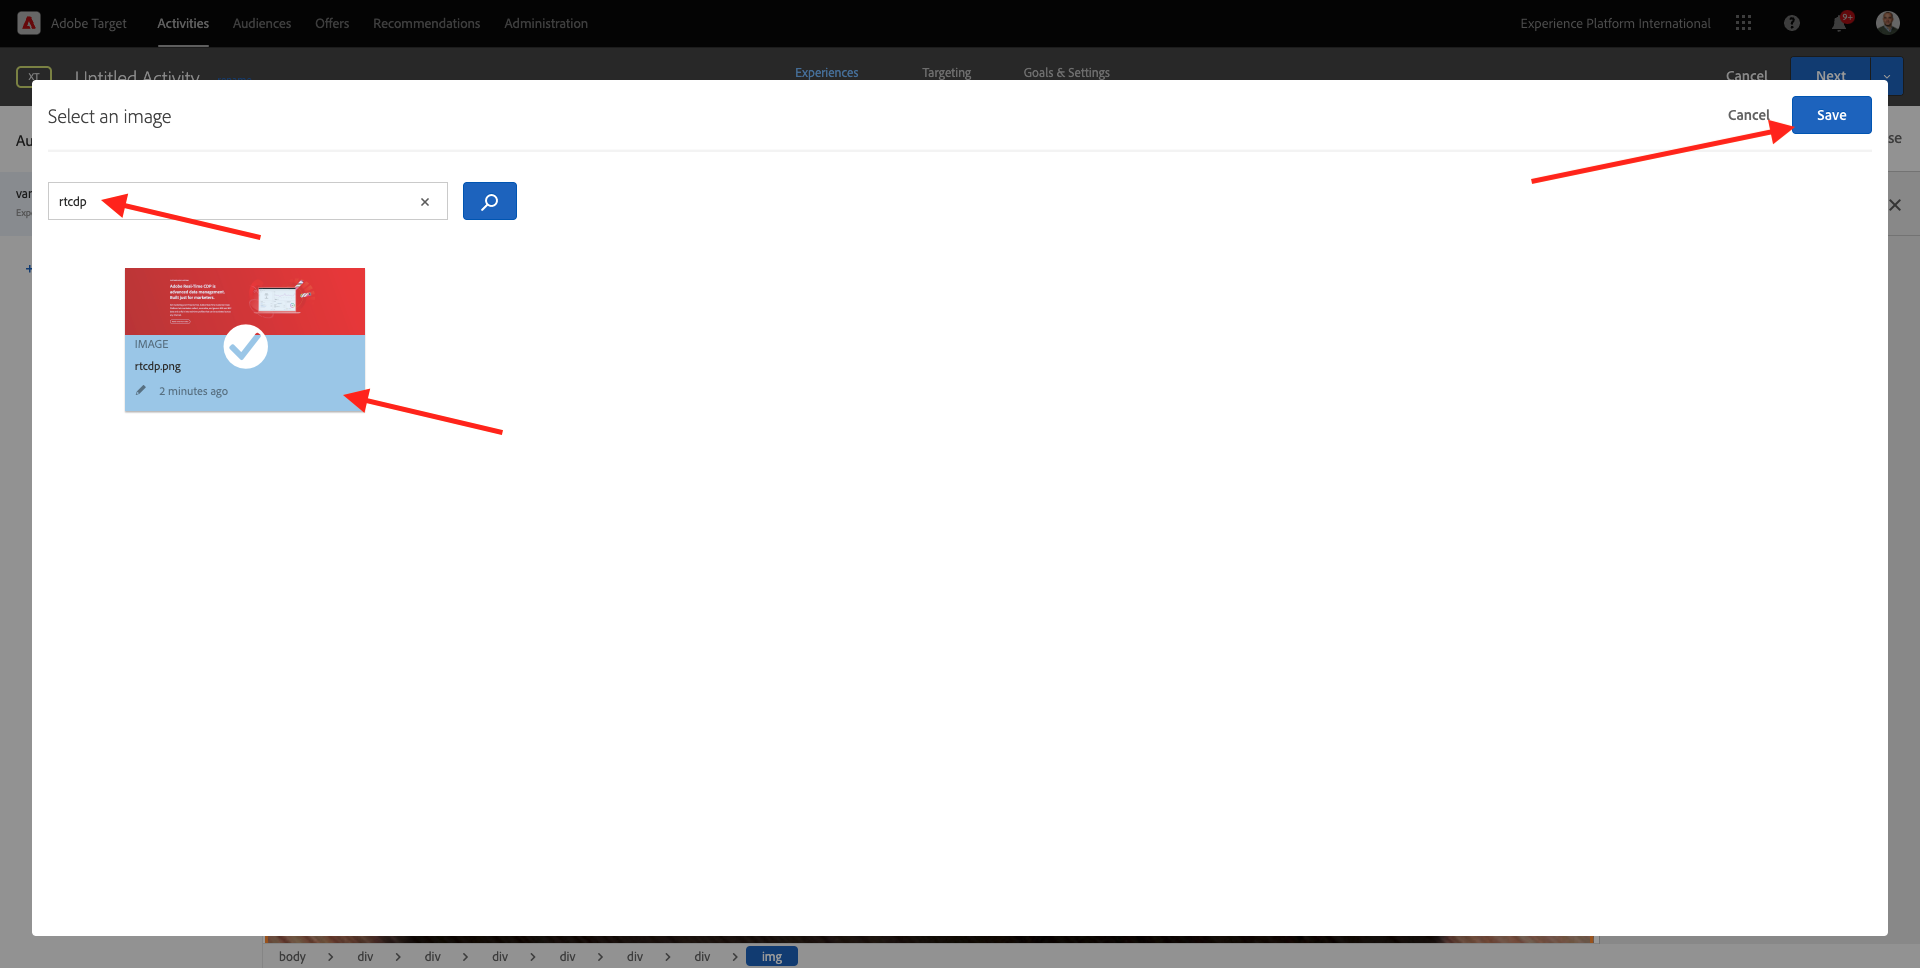 Adobe Target
Activities
Audiences
Offers
Recommendations
Administration
Experience Platform International
9+
XT
Untitled Activity
Experiences
Targeting
Goals & Settings
Cancel
Next
Select an image
Cancel
Save
Au
se
var
Expe
rtcdp
+
Adobe Real-Time CDP is
advanced data management.
Built just for marketers.
IMAGE
rtcdp.png
2 minutes ago
body > div > div > div > div > div > div > img